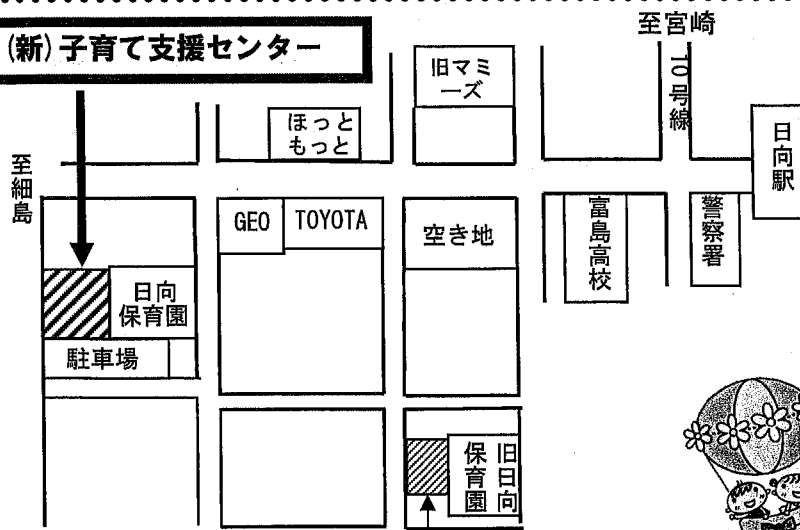 至宮崎
(新)子育て支援センター
10号線
旧マミ
ーズ
ほっと
もっと
日向駅
至細島
GEO
TOYOTA
空き地
富島高校
警察署
日向
保育園
駐車場
旧日向
保育園